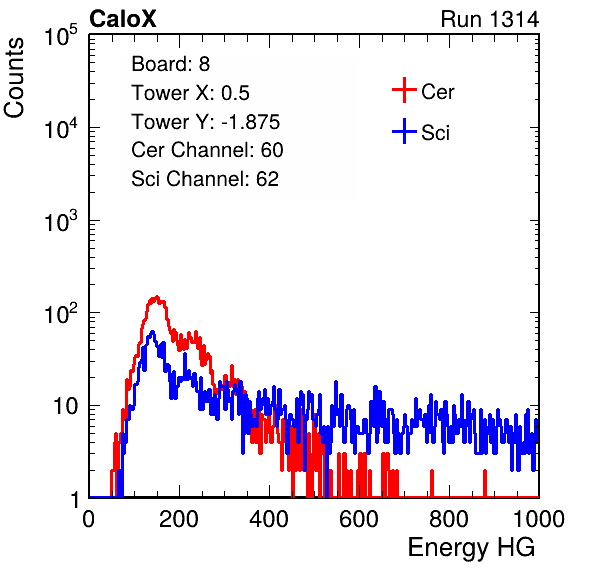 CaloX Run 1314
Counts
Board: 8
Tower X: 0.5
Tower Y: -1.875
Cer Channel: 60
Sci Channel: 62
Cer
Sci
10^5
10^4
10^3
10^2
10
1
0 200 400 600 800 1000
Energy HG